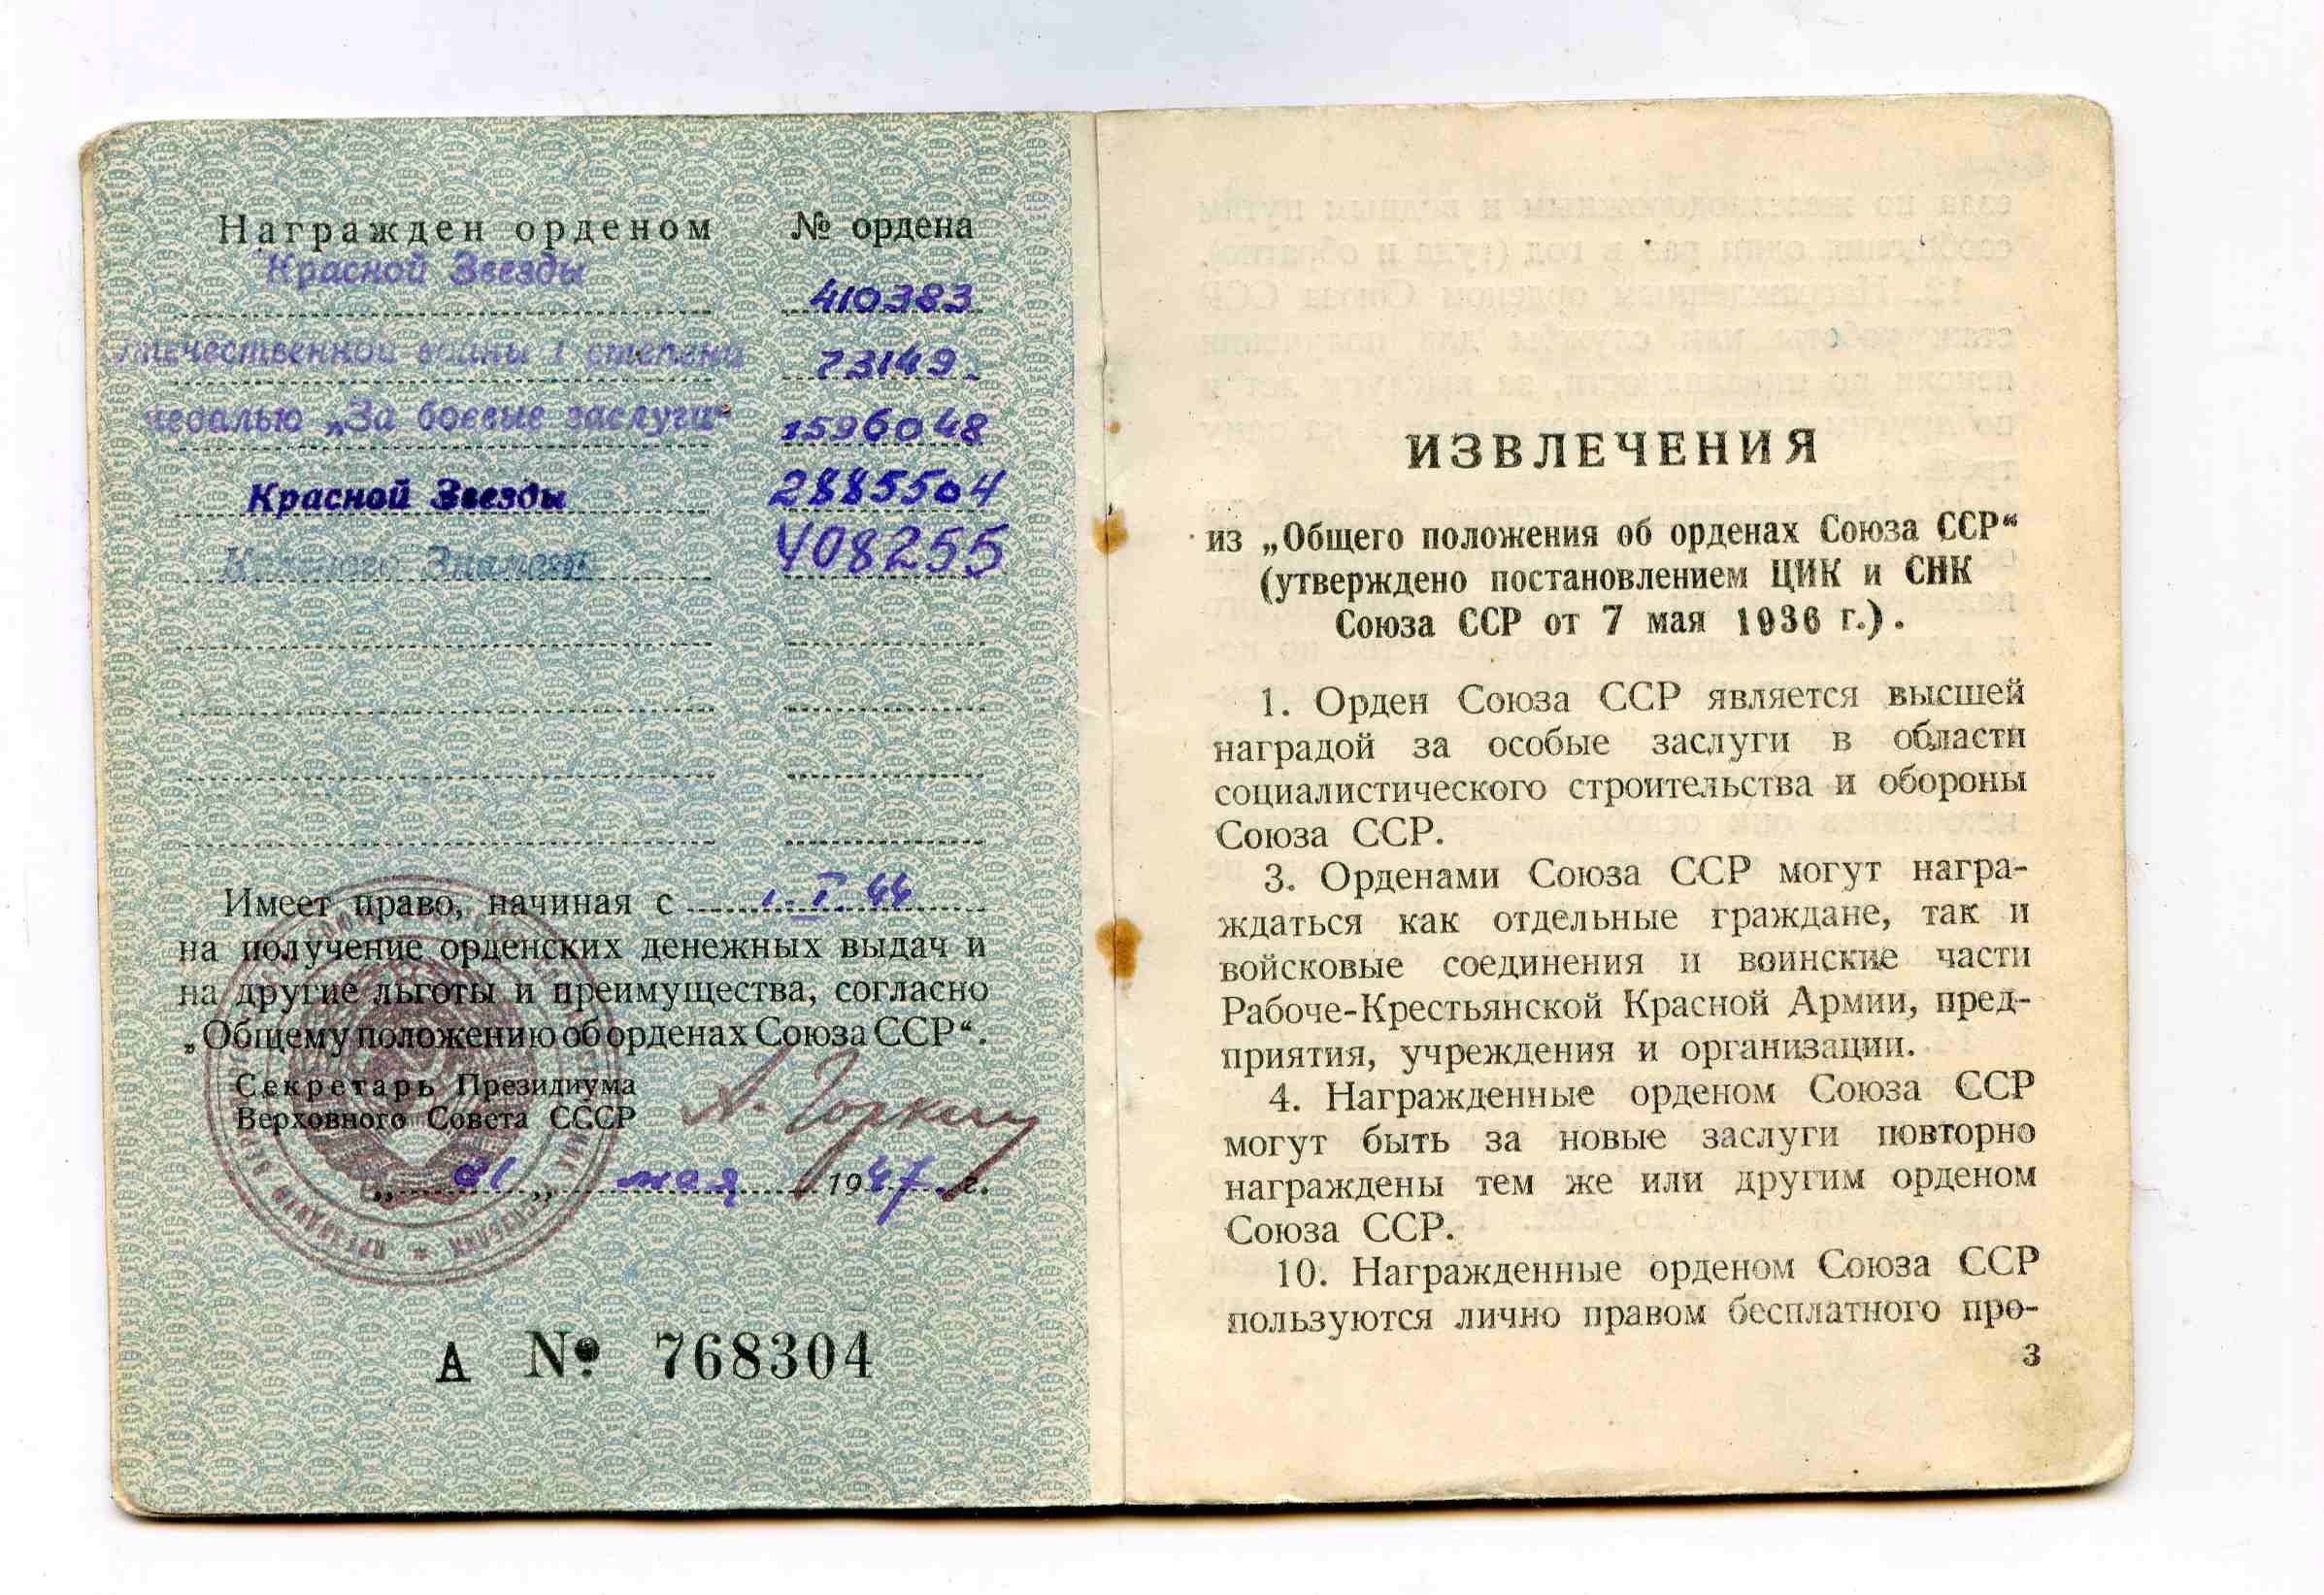 Награжден орденом № ордена
Красной Звезды 410383
Отечественной войны I степени 73149
медалью „За боевые заслуги“ 1596048
Красной Звезды 2885504
Красного Знамени 408255
Имеет право, начиная с 1.I.44
на получение орденских денежных выдач и
на другие льготы и преимущества, согласно
„Общему положению об орденах Союза ССР“.
Секретарь Президиума
Верховного Совета СССР А. Горкин
„31„ мая 1947 г.
А № 768304
ИЗВЛЕЧЕНИЯ
из „Общего положения об орденах Союза ССР“
(утверждено постановлением ЦИК и СНК
Союза ССР от 7 мая 1936 г.).
1. Орден Союза ССР является высшей
наградой за особые заслуги в области
социалистического строительства и обороны
Союза ССР.
3. Орденами Союза ССР могут награ-
ждаться как отдельные граждане, так и
войсковые соединения и воинские части
Рабоче-Крестьянской Красной Армии, пред-
приятия, учреждения и организации.
4. Награжденные орденом Союза ССР
могут быть за новые заслуги повторно
награждены тем же или другим орденом
Союза ССР.
10. Награжденные орденом Союза ССР
пользуются лично правом бесплатного про-
3